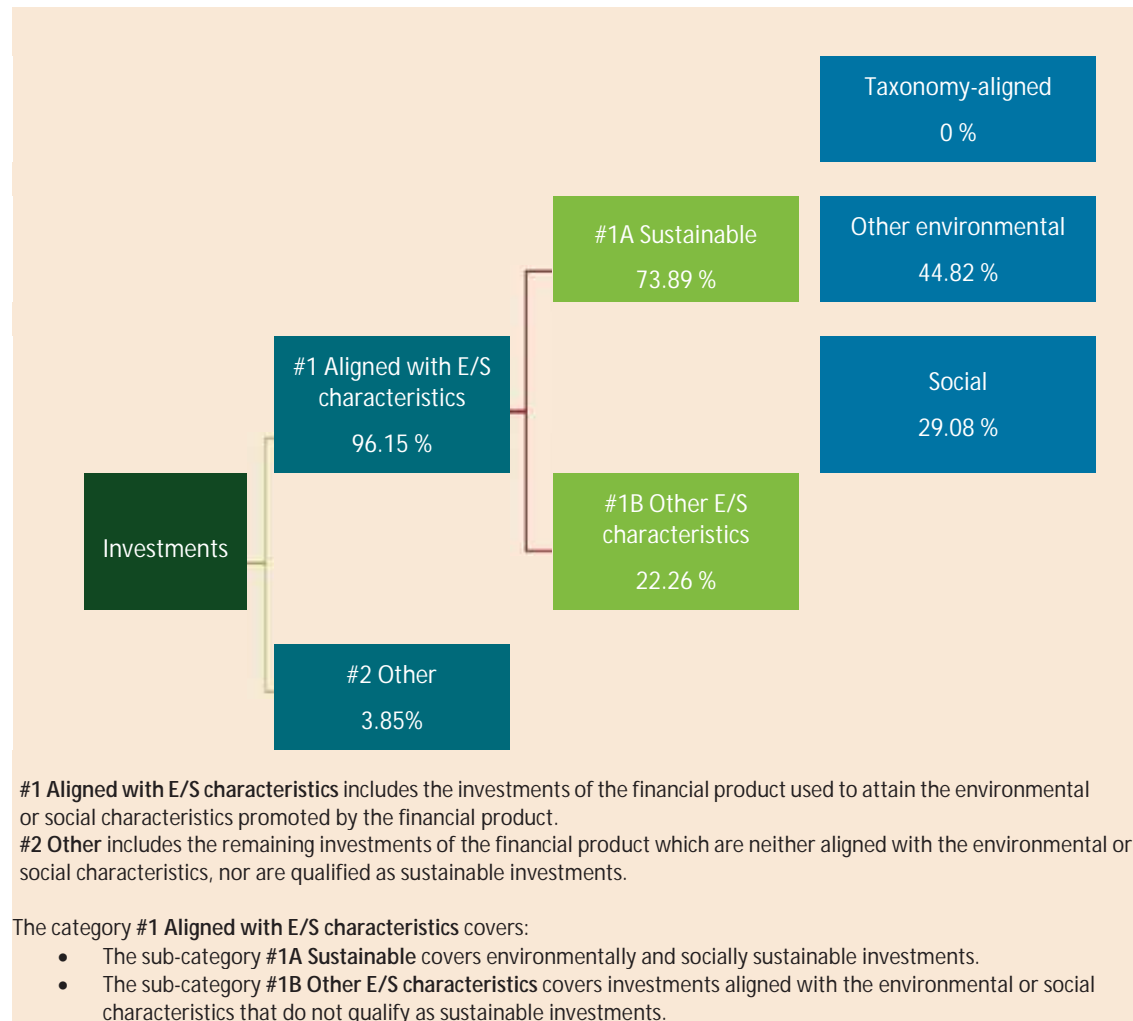 Taxonomy-aligned
0 %
#1A Sustainable
73.89 %
Other environmental
44.82 %
#1 Aligned with E/S
characteristics
96.15 %
Social
29.08 %
Investments
#1B Other E/S
characteristics
22.26 %
#2 Other
3.85%
#1 Aligned with E/S characteristics includes the investments of the financial product used to attain the environmental
or social characteristics promoted by the financial product.
#2 Other includes the remaining investments of the financial product which are neither aligned with the environmental or
social characteristics, nor are qualified as sustainable investments.
The category #1 Aligned with E/S characteristics covers:
• The sub-category #1A Sustainable covers environmentally and socially sustainable investments.
• The sub-category #1B Other E/S characteristics covers investments aligned with the environmental or social
characteristics that do not qualify as sustainable investments.